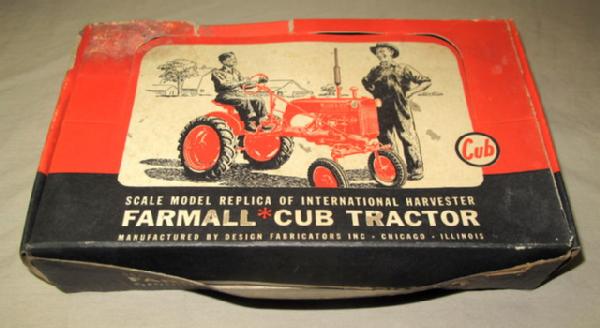 Cub
SCALE MODEL REPLICA OF INTERNATIONAL HARVESTER
FARMALL*CUB TRACTOR
MANUFACTURED BY DESIGN FABRICATORS INC - CHICAGO - ILLINOIS